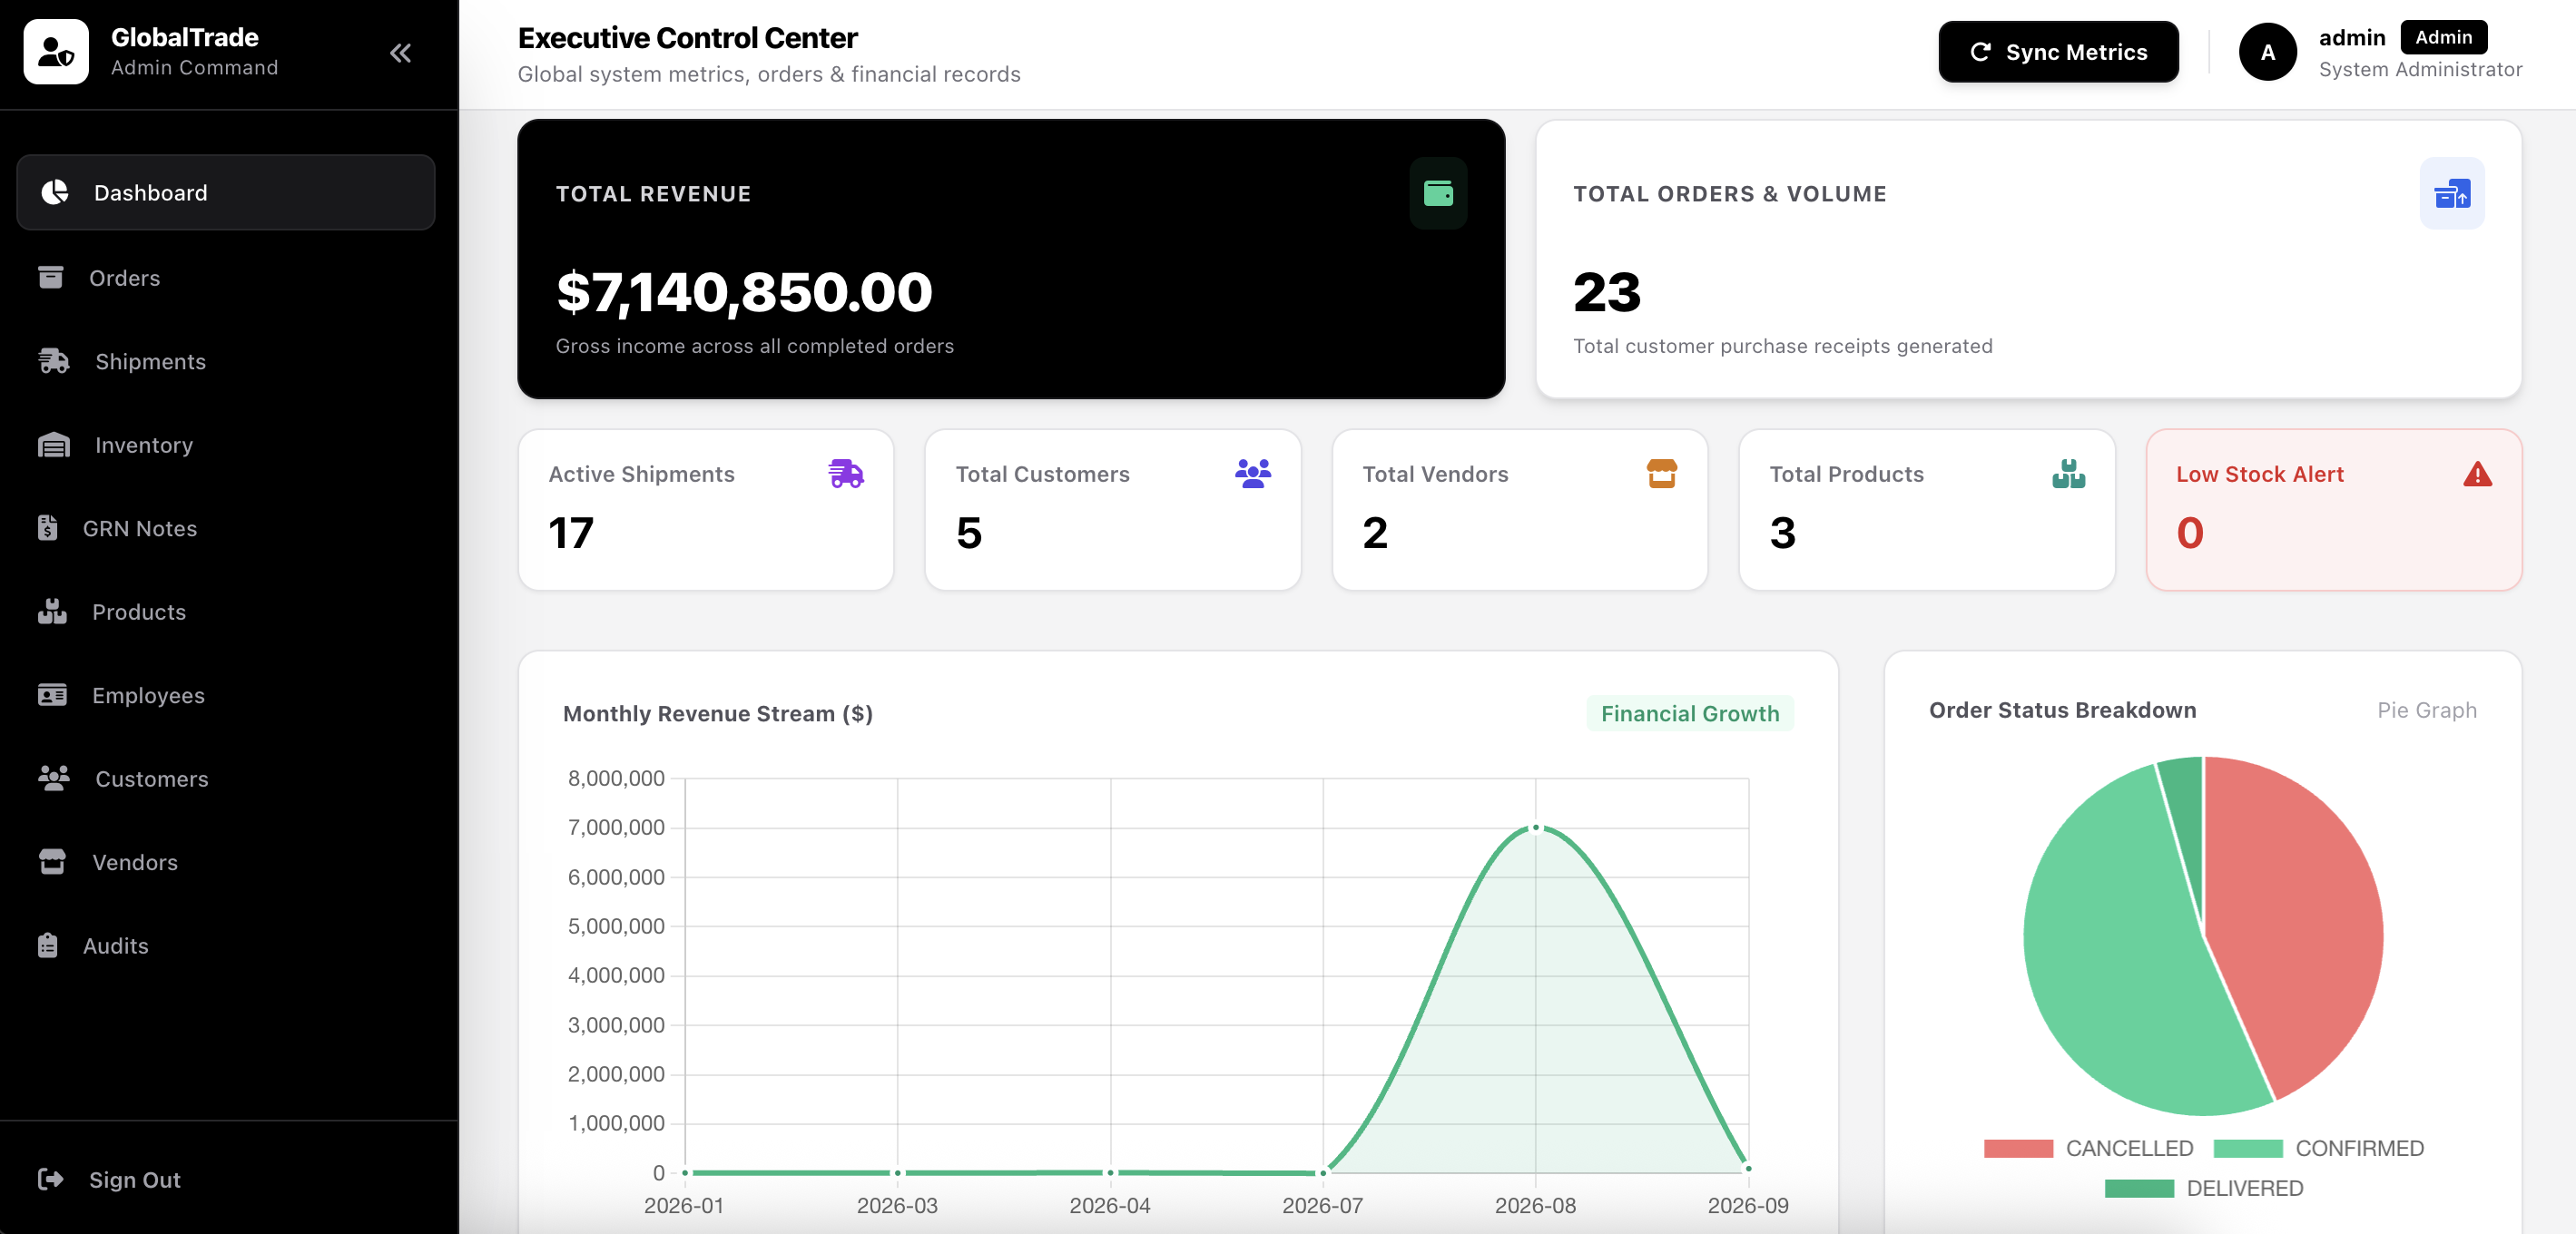 GlobalTrade
Admin Command
Dashboard
Orders
Shipments
Inventory
GRN Notes
Products
Employees
Customers
Vendors
Audits
Sign Out
Executive Control Center
Global system metrics, orders & financial records
Sync Metrics
A
admin
Admin
System Administrator
TOTAL REVENUE
$7,140,850.00
Gross income across all completed orders
TOTAL ORDERS & VOLUME
23
Total customer purchase receipts generated
Active Shipments
17
Total Customers
5
Total Vendors
2
Total Products
3
Low Stock Alert
0
Monthly Revenue Stream ($)
Financial Growth
8,000,000
7,000,000
6,000,000
5,000,000
4,000,000
3,000,000
2,000,000
1,000,000
0
2026-01 2026-03 2026-04 2026-07 2026-08 2026-09
Order Status Breakdown
Pie Graph
CANCELLED CONFIRMED
DELIVERED